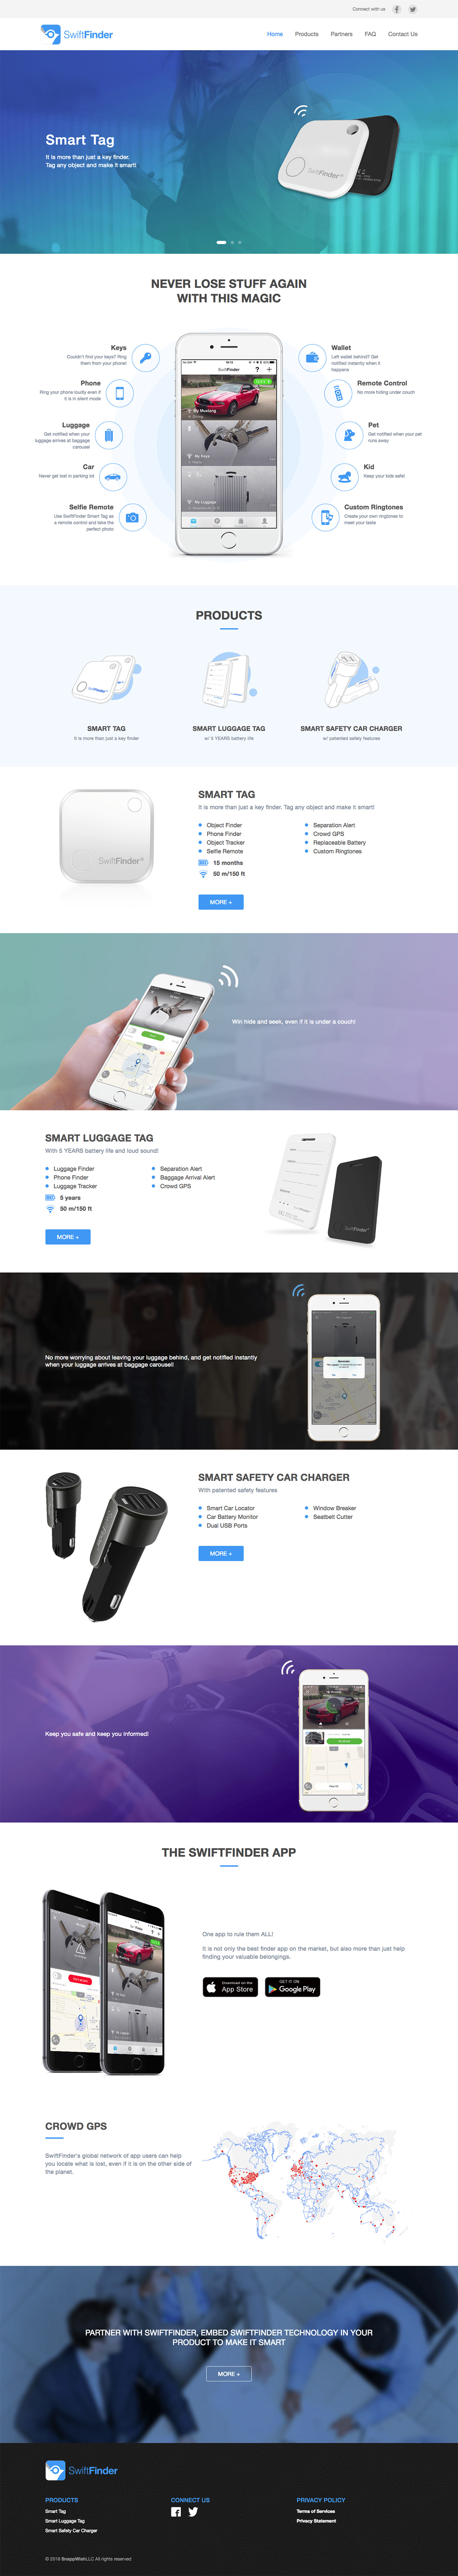 Connect with us
SwiftFinder
Home Products Partners FAQ Contact Us
Smart Tag
It is more than just a key finder.
Tag any object and make it smart!
SwiftFinder
NEVER LOSE STUFF AGAIN
WITH THIS MAGIC
Keys
Couldn't find your keys? Ring
them from your phone!
Phone
Ring your phone loudly even if
it is in silent mode
Luggage
Get notified when your
luggage arrives at baggage
carousel
Car
Never get lost in parking lot
Selfie Remote
Use SwiftFinder Smart Tag as
a remote control and take the
perfect photo
SwiftFinder
My Mustang
My Keys
My Luggage
Wallet
Left wallet behind? Get
notified instantly when it
happens
Remote Control
No more hiding under couch
Pet
Get notified when your pet
runs away
Kid
Keep your kids safe!
Custom Ringtones
Create your own ringtones to
meet your taste
PRODUCTS
SMART TAG
It is more than just a key finder
SMART LUGGAGE TAG
w/ 5 YEARS battery life
SMART SAFETY CAR CHARGER
w/ patented safety features
SwiftFinder
SMART TAG
It is more than just a key finder. Tag any object and make it smart!
Object Finder
Phone Finder
Object Tracker
Selfie Remote
Separation Alert
Crowd GPS
Replaceable Battery
Custom Ringtones
15 months
50 m/150 ft
MORE +
Win hide and seek, even if it is under a couch!
SMART LUGGAGE TAG
With 5 YEARS battery life and loud sound!
Luggage Finder
Phone Finder
Luggage Tracker
Separation Alert
Baggage Arrival Alert
Crowd GPS
5 years
50 m/150 ft
MORE +
SwiftFinder
No more worrying about leaving your luggage behind, and get notified instantly
when your luggage arrives at baggage carousel!
SMART SAFETY CAR CHARGER
With patented safety features
Smart Car Locator
Car Battery Monitor
Dual USB Ports
Window Breaker
Seatbelt Cutter
MORE +
Keep you safe and keep you informed!
THE SWIFTFINDER APP
One app to rule them ALL!
It is not only the best finder app on the market, but also more than just help
finding your valuable belongings.
Download on the
App Store
GET IT ON
Google Play
CROWD GPS
SwiftFinder's global network of app users can help
you locate what is lost, even if it is on the other side of
the planet.
PARTNER WITH SWIFTFINDER, EMBED SWIFTFINDER TECHNOLOGY IN YOUR
PRODUCT TO MAKE IT SMART
MORE +
SwiftFinder
PRODUCTS
Smart Tag
Smart Luggage Tag
Smart Safety Car Charger
CONNECT US
PRIVACY POLICY
Terms of Services
Privacy Statement
© 2018 SnappWish LLC All rights reserved